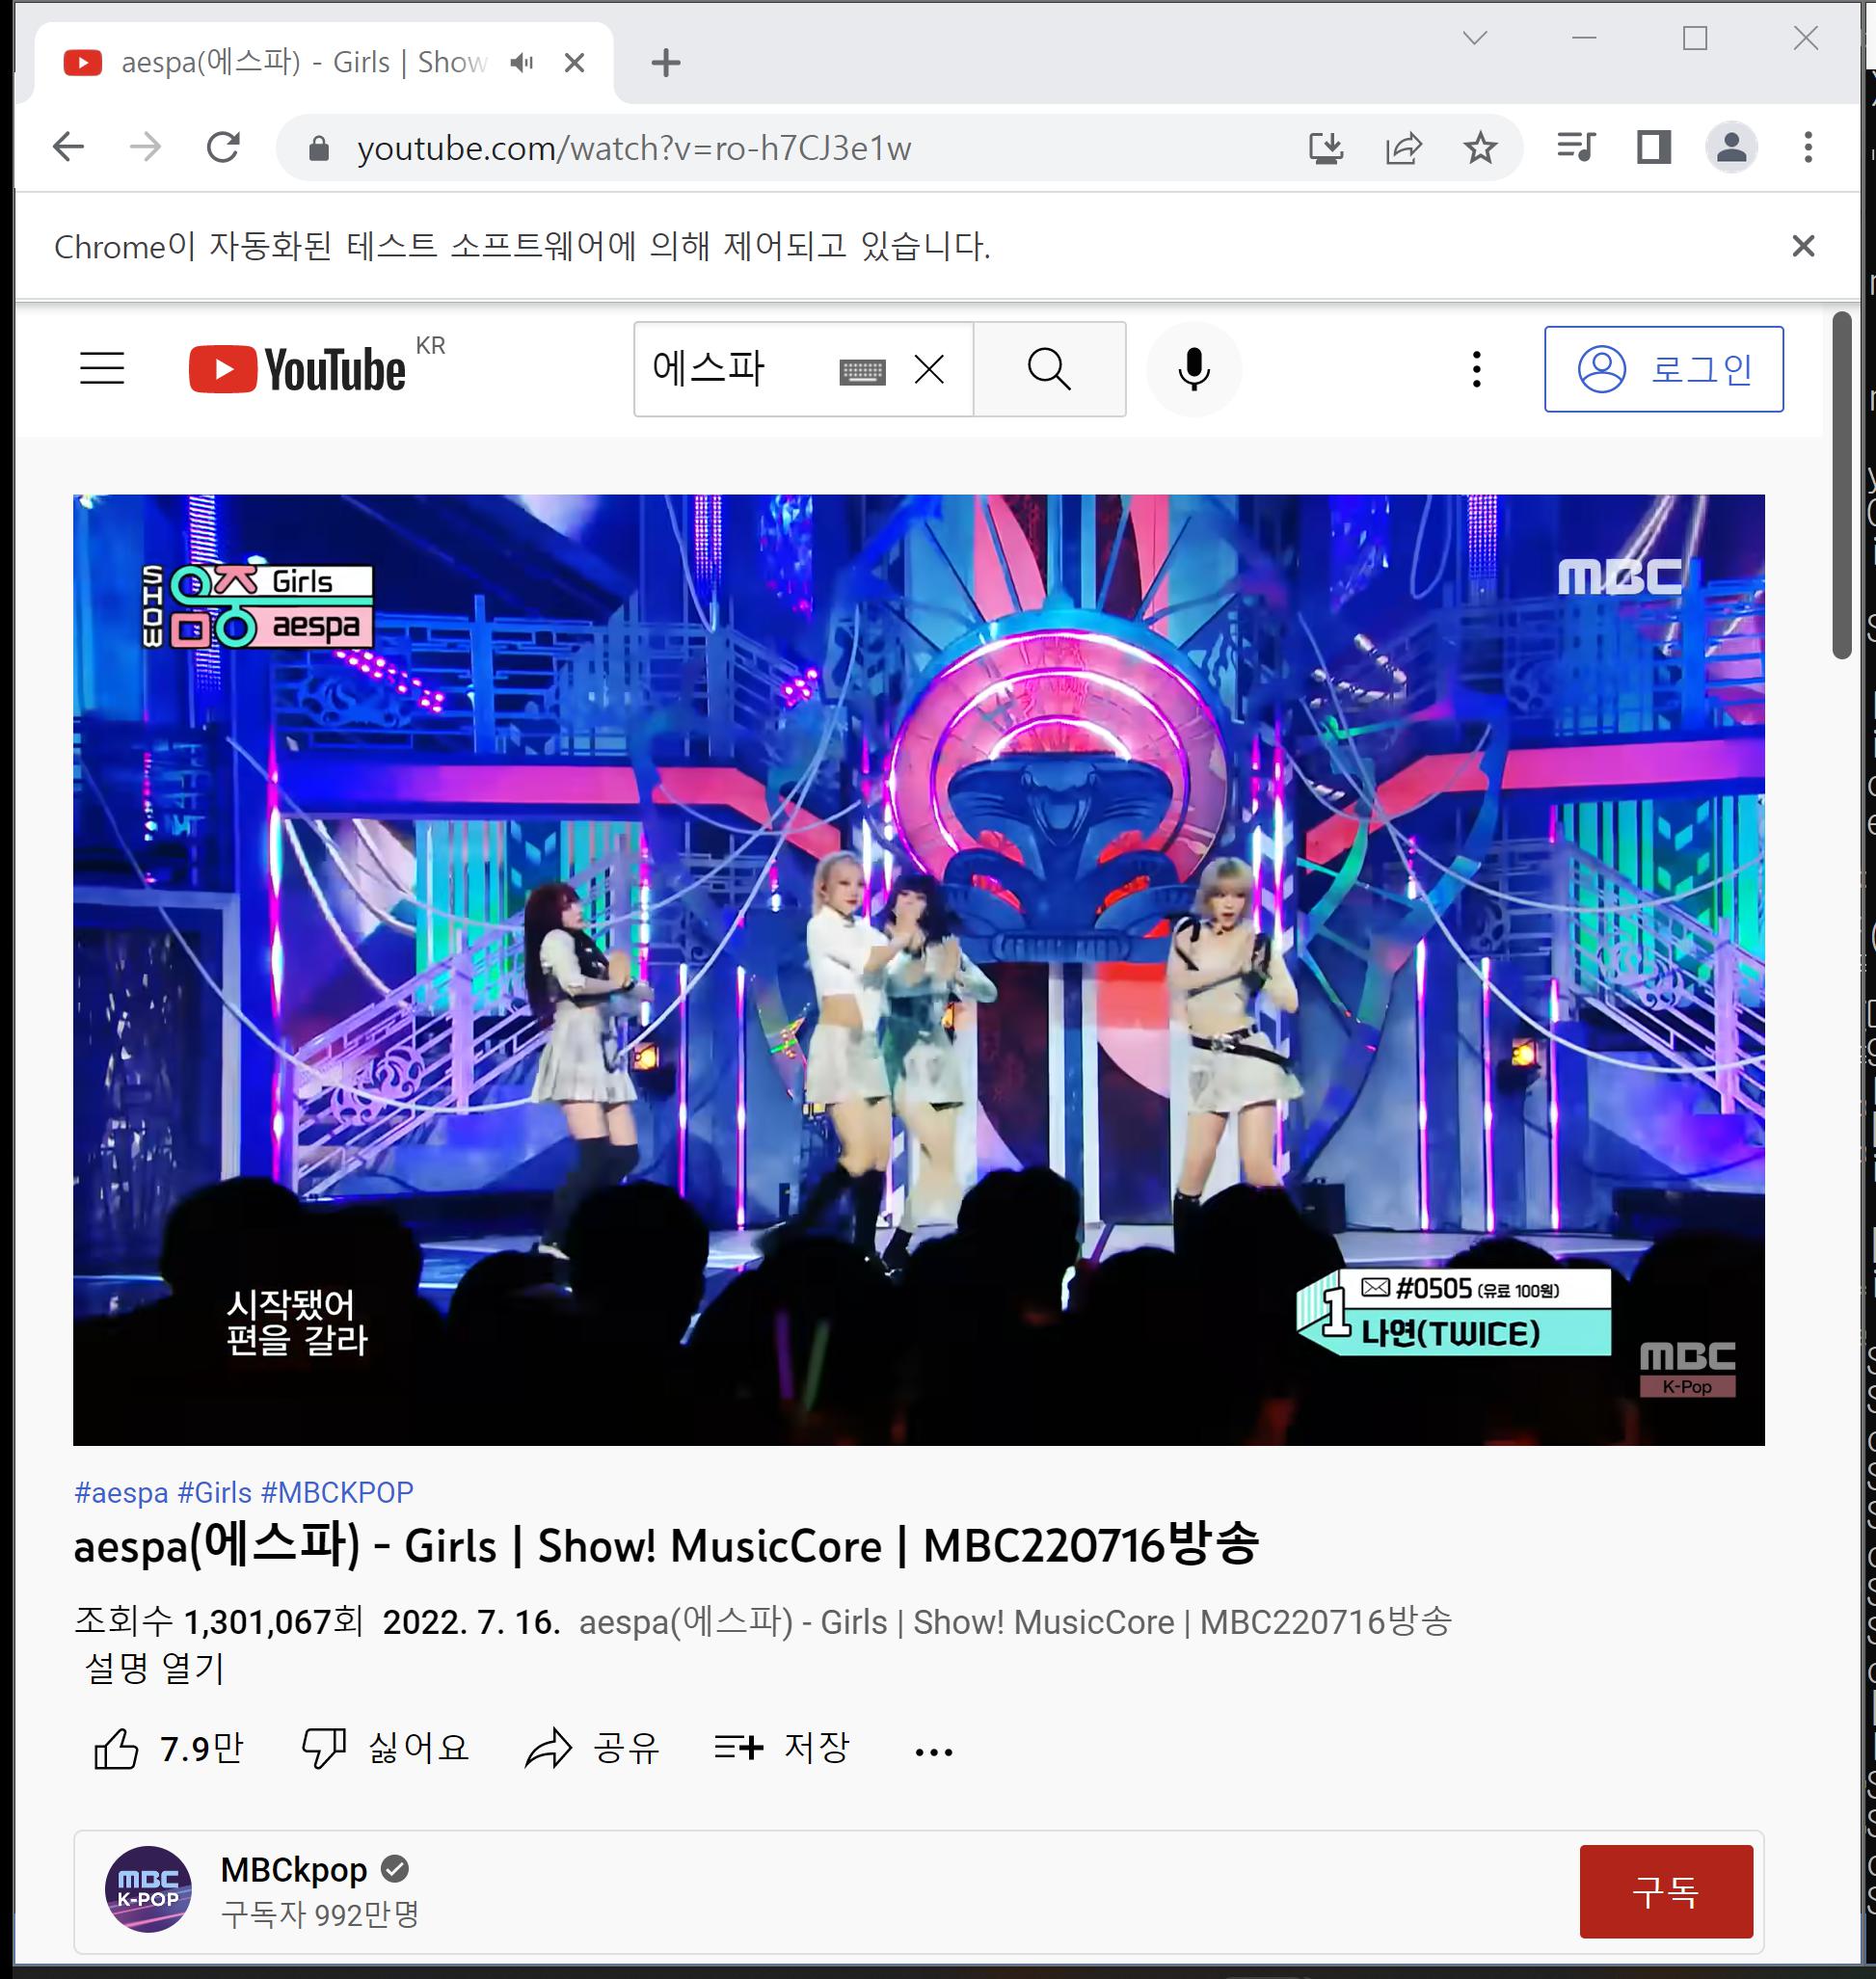 aespa(에스파) - Girls | Show
youtube.com/watch?v=ro-h7CJ3e1w
Chrome이 자동화된 테스트 소프트웨어에 의해 제어되고 있습니다.
YouTube KR
에스파
로그인
SHOW 음중 Girls
aespa
MBC
시작됐어
편을 갈라
1 #0505 (유료 100원)
나연(TWICE)
MBC
K-Pop
#aespa #Girls #MBCKPOP
aespa(에스파) - Girls | Show! MusicCore | MBC220716방송
조회수 1,301,067회 2022. 7. 16. aespa(에스파) - Girls | Show! MusicCore | MBC220716방송
설명 열기
7.9만 싫어요 공유 저장
MBC
K-POP
MBCkpop
구독자 992만명
구독